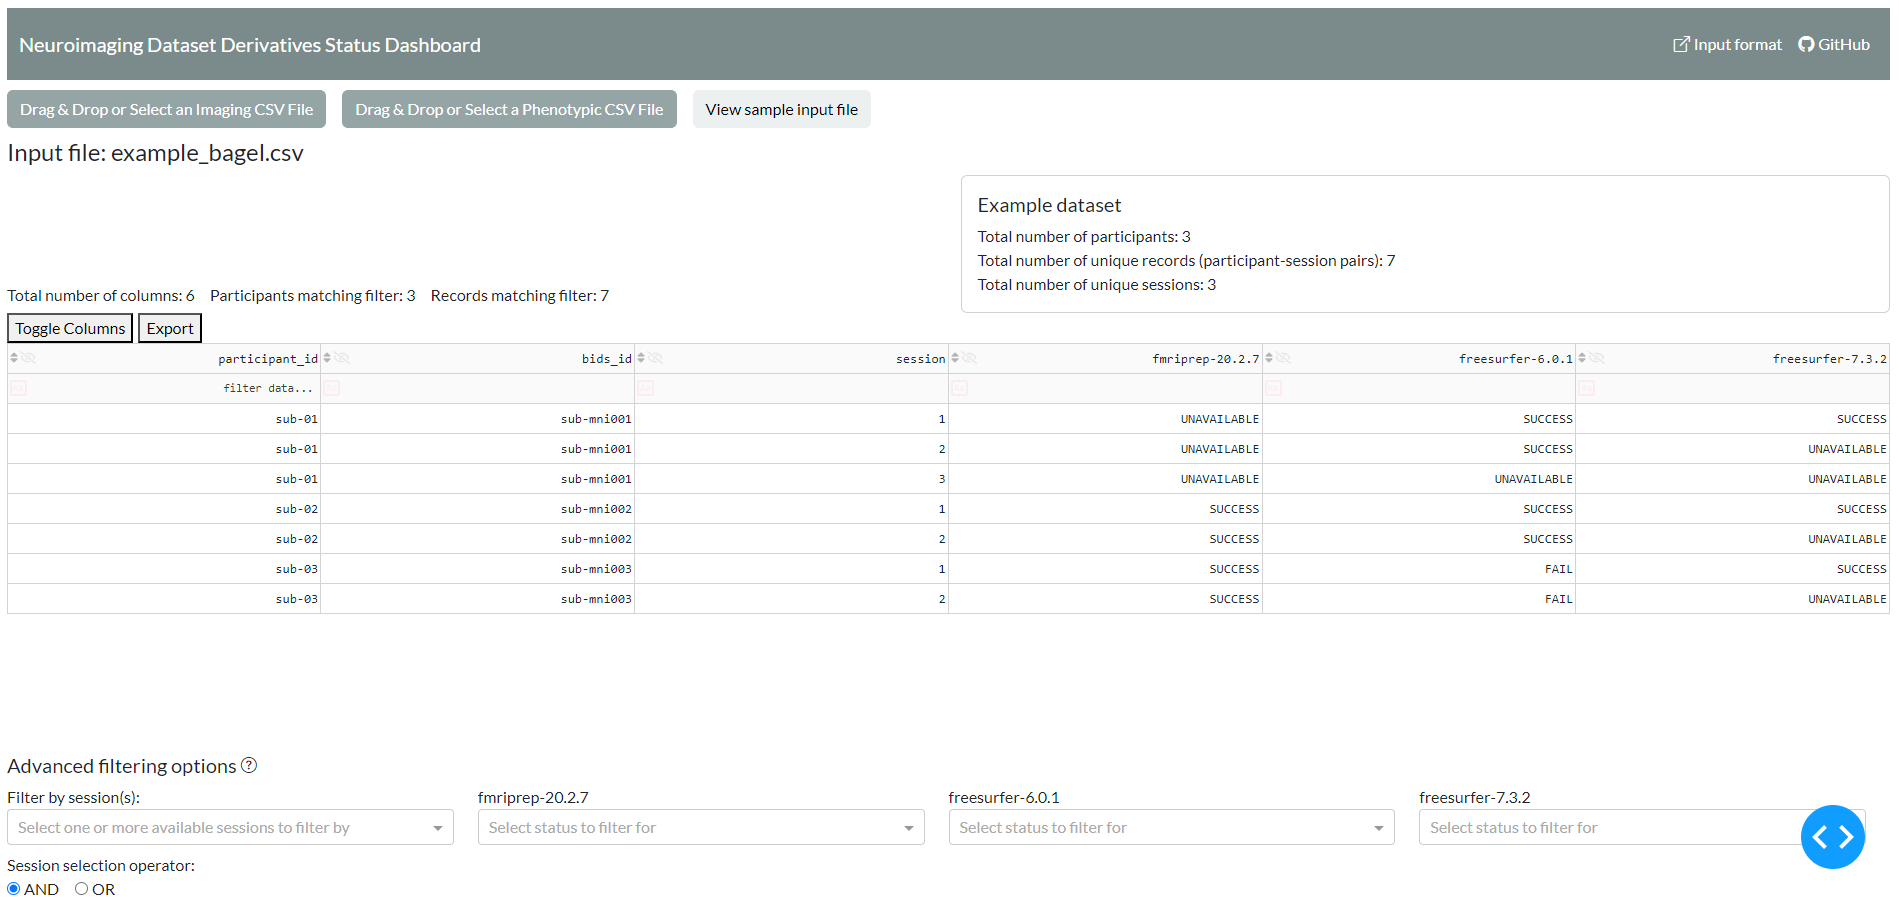 Neuroimaging Dataset Derivatives Status Dashboard
Input format GitHub
Drag & Drop or Select an Imaging CSV File
Drag & Drop or Select a Phenotypic CSV File
View sample input file
Input file: example_bagel.csv
Example dataset
Total number of participants: 3
Total number of unique records (participant-session pairs): 7
Total number of unique sessions: 3
Total number of columns: 6 Participants matching filter: 3 Records matching filter: 7
Toggle Columns Export
participant_id bids_id session fmriprep-20.2.7 freesurfer-6.0.1 freesurfer-7.3.2
filter data...
sub-01 sub-mni001 1 UNAVAILABLE SUCCESS SUCCESS
sub-01 sub-mni001 2 UNAVAILABLE SUCCESS UNAVAILABLE
sub-01 sub-mni001 3 UNAVAILABLE UNAVAILABLE UNAVAILABLE
sub-02 sub-mni002 1 SUCCESS SUCCESS SUCCESS
sub-02 sub-mni002 2 SUCCESS SUCCESS UNAVAILABLE
sub-03 sub-mni003 1 SUCCESS FAIL SUCCESS
sub-03 sub-mni003 2 SUCCESS FAIL UNAVAILABLE
Advanced filtering options ?
Filter by session(s): fmriprep-20.2.7 freesurfer-6.0.1 freesurfer-7.3.2
Select one or more available sessions to filter by Select status to filter for Select status to filter for Select status to filter for
Session selection operator:
AND OR